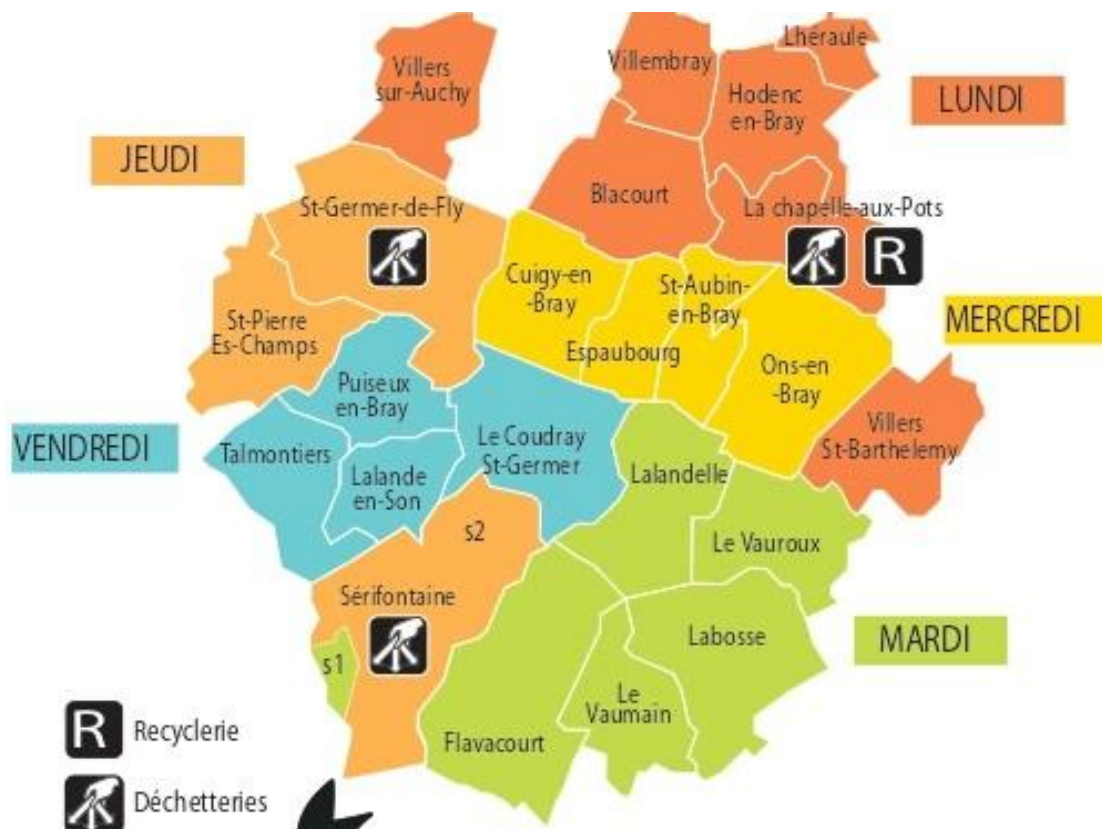 Lhéraule
Villers
sur-Auchy
Villembray
Hodenc
en-Bray
LUNDI
JEUDI
Blacourt
St-Germer-de-Fly
La chapelle-aux-Pots
R
Cuigy-en
-Bray
St-Aubin-
en-Bray
MERCREDI
St-Pierre
Es-Champs
Espaubourg
Ons-en
-Bray
Puiseux
en-Bray
Villers
St-Barthelemy
VENDREDI
Talmontiers
Le Coudray
St-Germer
Lalande
en-Son
Lalandelle
s2
Le Vauroux
Sérifontaine
MARDI
Labosse
s1
Le
Vaumain
Flavacourt
R Recyclerie
Déchetteries